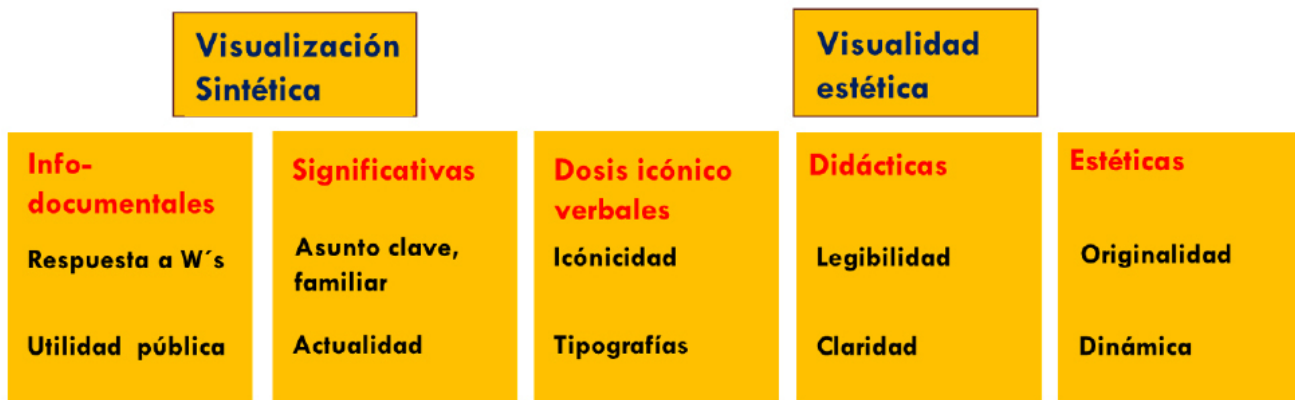 Visualización
Sintética
Visualidad
estética
Info-
documentales
Respuesta a W´s
Utilidad pública
Significativas
Asunto clave,
familiar
Actualidad
Dosis icónico
verbales
Icónicidad
Tipografías
Didácticas
Legibilidad
Claridad
Estéticas
Originalidad
Dinámica